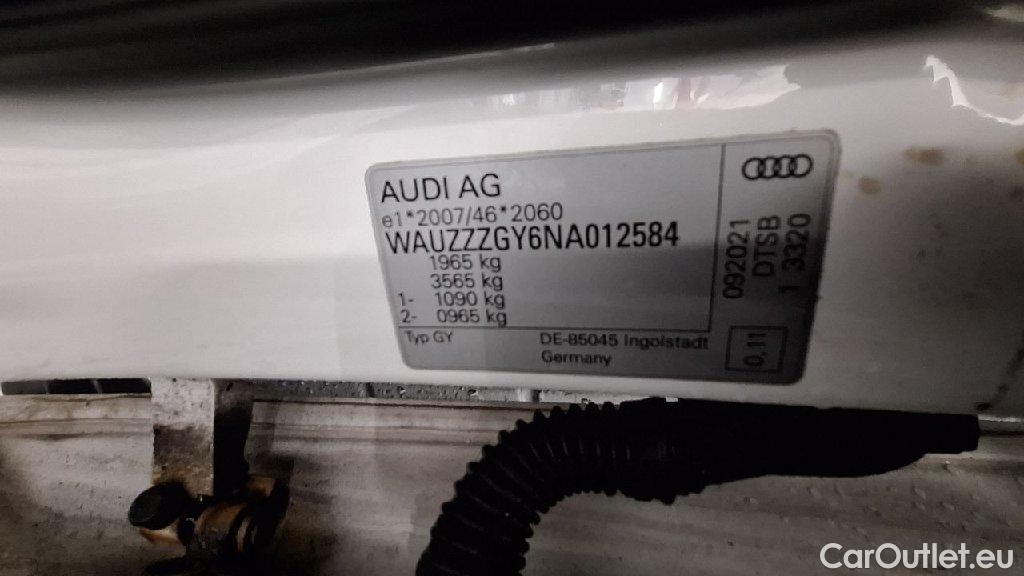 AUDI AG
e1*2007/46*2060
WAUZZZGY6NA012584
1965 kg
3565 kg
1- 1090 kg
2- 0965 kg
Typ GY
DE-85045 Ingolstadt
Germany
092021
DTSB
1 3320
0,11
CarOutlet.eu